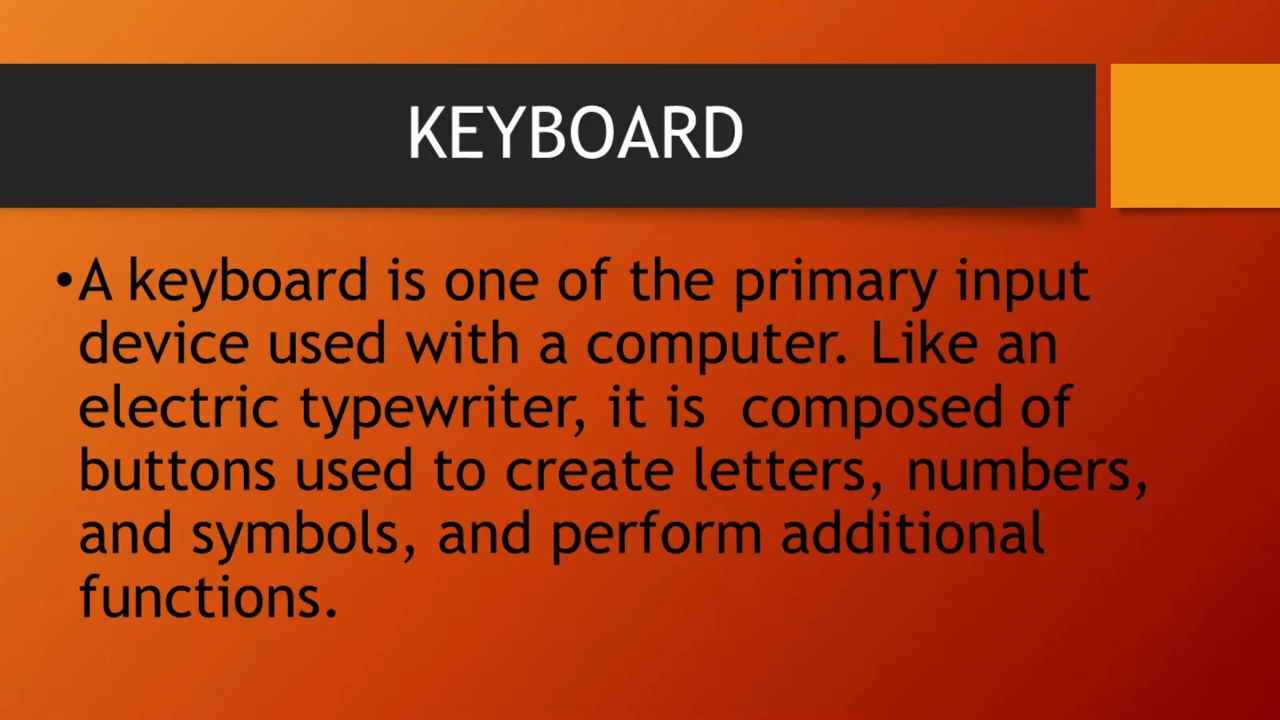 KEYBOARD
•A keyboard is one of the primary input
device used with a computer. Like an
electric typewriter, it is  composed of
buttons used to create letters, numbers,
and symbols, and perform additional
functions.